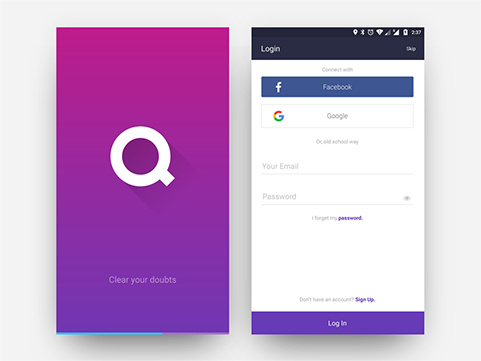 Q
Clear your doubts
2:37
Login
Skip
Connect with
Facebook
Google
Or, old school way
Your Email
Password
I forget my password.
Don't have an account? Sign Up.
Log In